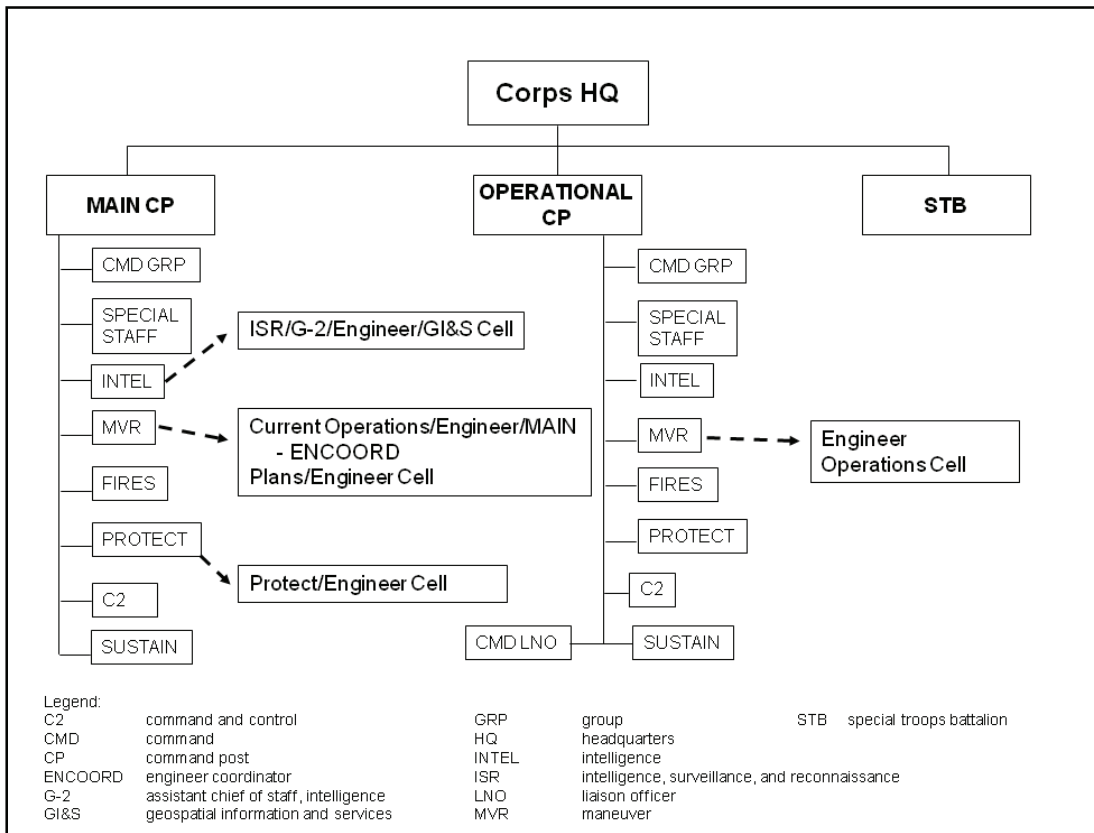 Corps HQ
MAIN CP
OPERATIONAL
CP
STB
CMD GRP
SPECIAL
STAFF
INTEL
MVR
FIRES
PROTECT
C2
SUSTAIN
ISR/G-2/Engineer/GI&S Cell
Current Operations/Engineer/MAIN
- ENCOORD
Plans/Engineer Cell
Protect/Engineer Cell
CMD GRP
SPECIAL
STAFF
INTEL
MVR
FIRES
PROTECT
C2
CMD LNO
SUSTAIN
Engineer
Operations Cell
Legend:
C2 command and control
CMD command
CP command post
ENCOORD engineer coordinator
G-2 assistant chief of staff, intelligence
GI&S geospatial information and services
GRP group
HQ headquarters
INTEL intelligence
ISR intelligence, surveillance, and reconnaissance
LNO liaison officer
MVR maneuver
STB special troops battalion